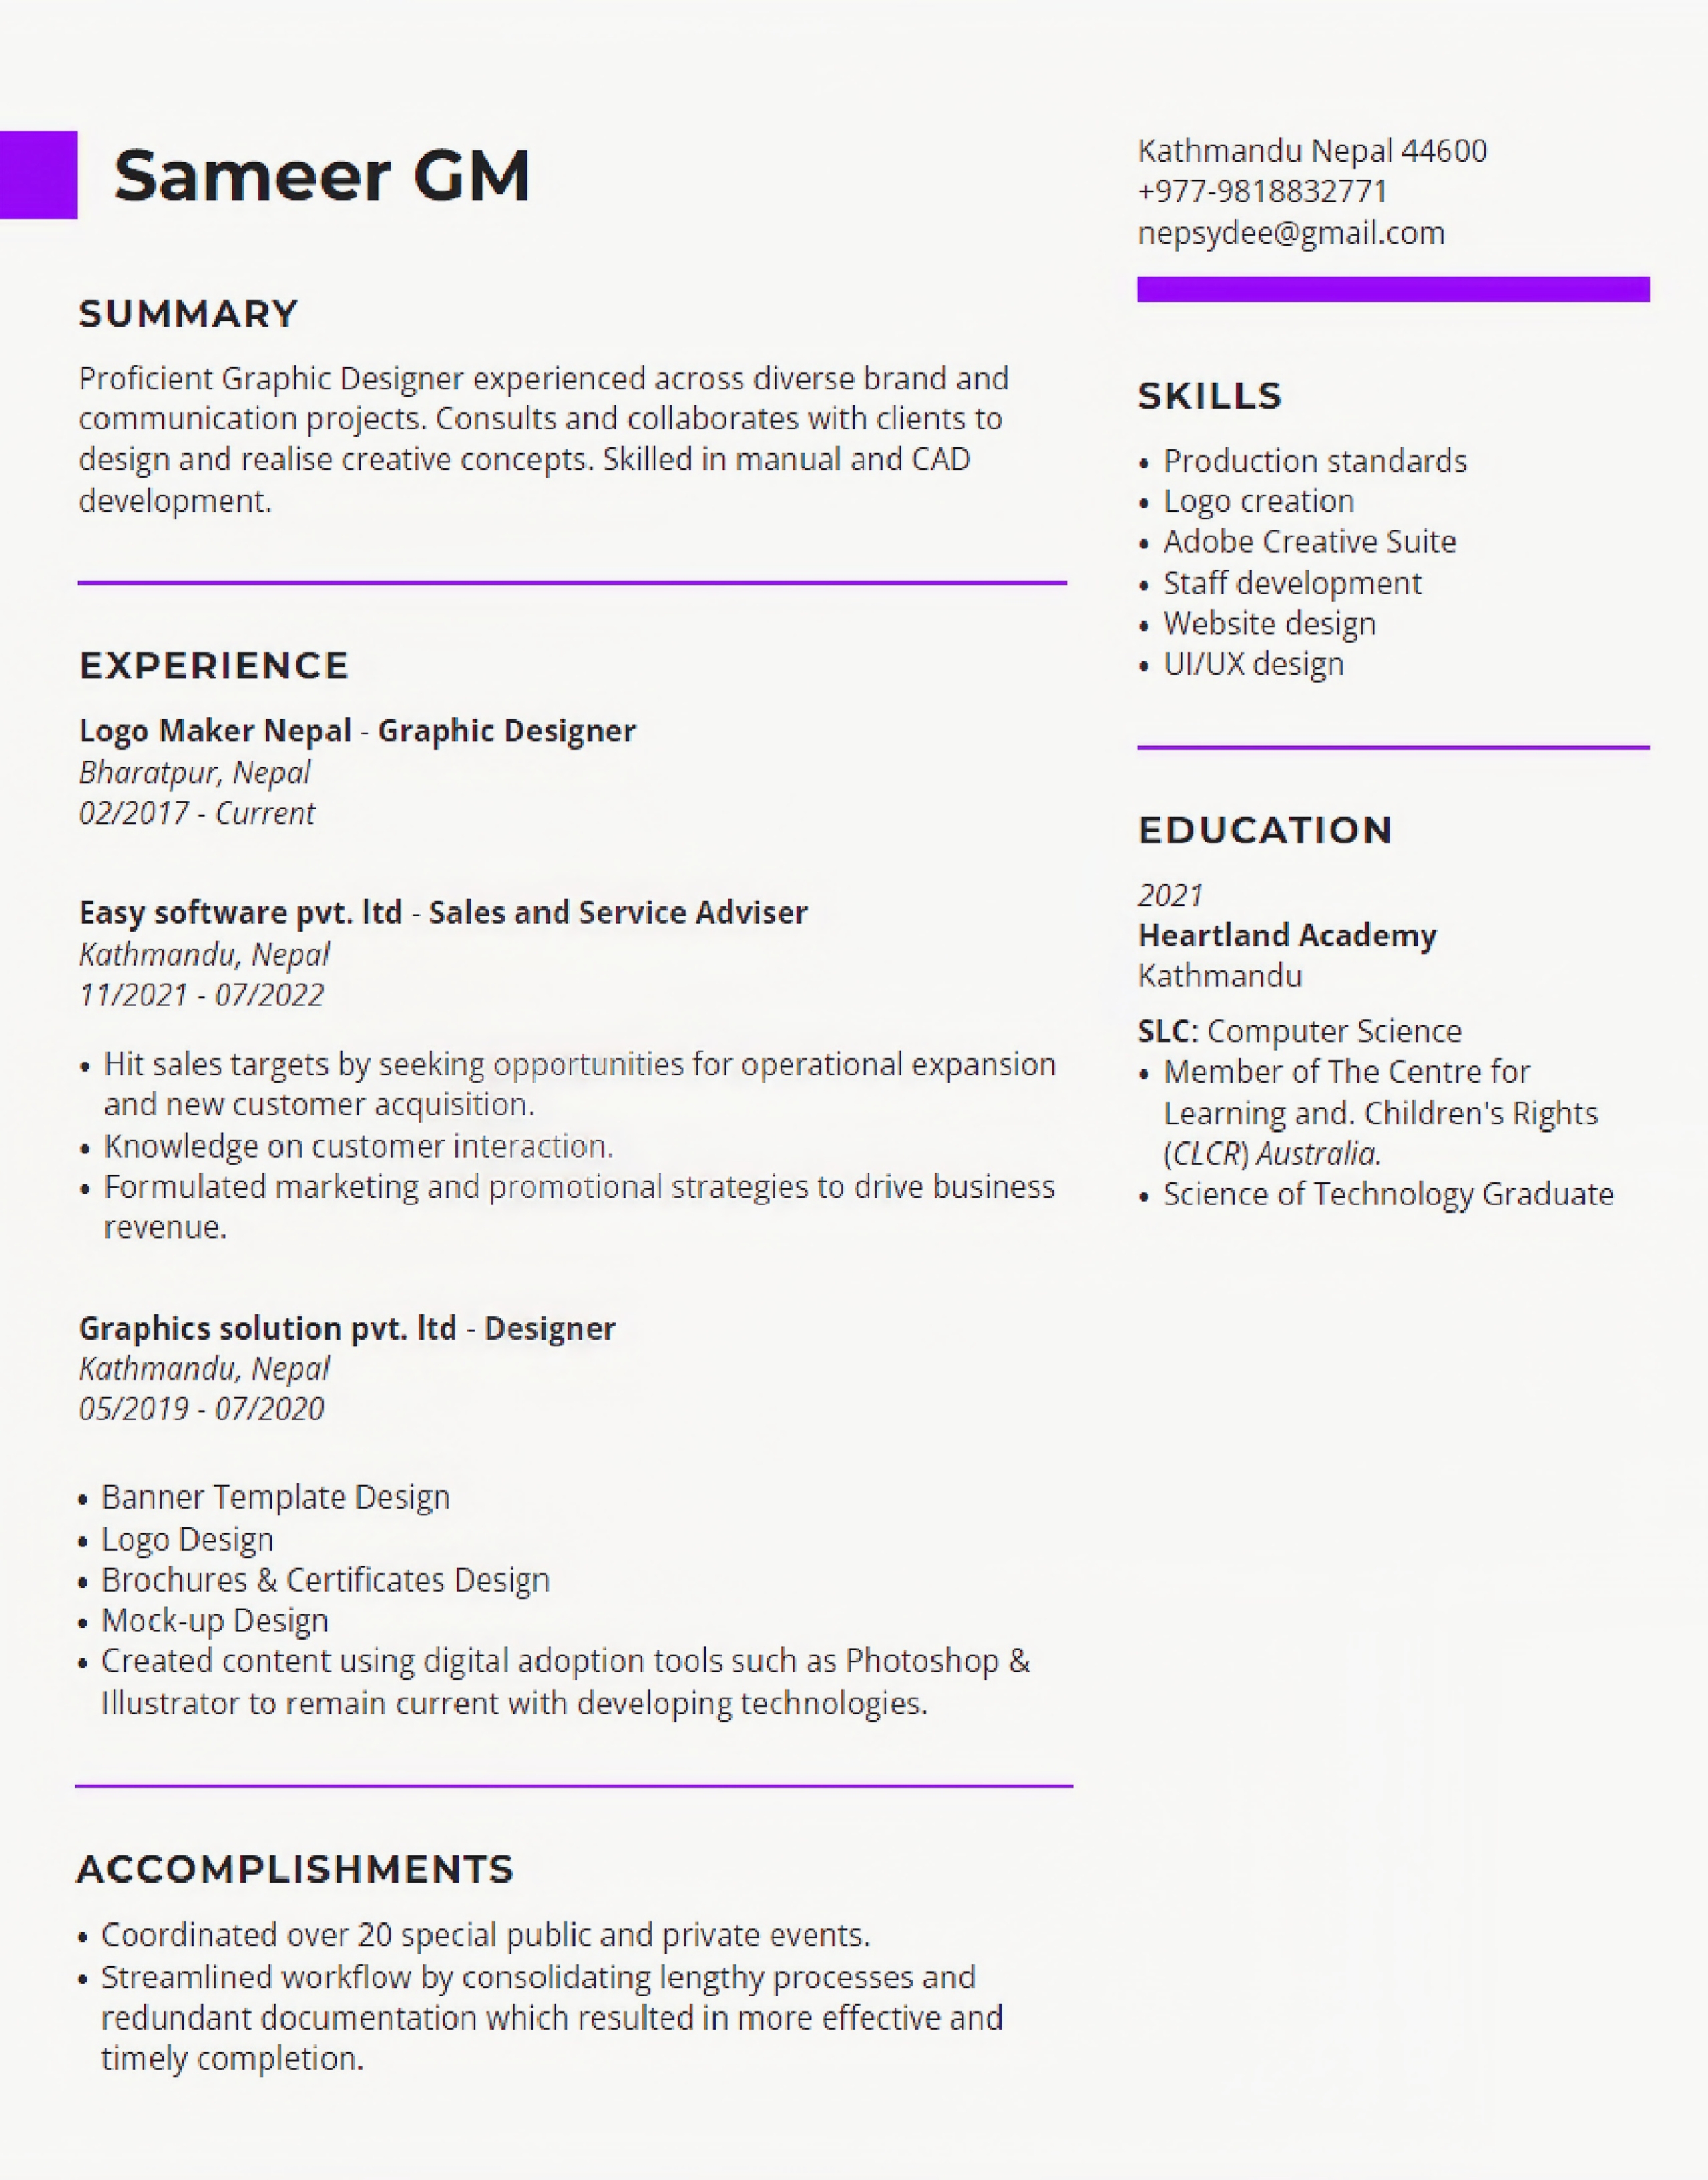 Sameer GM
SUMMARY
Proficient Graphic Designer experienced across diverse brand and
communication projects. Consults and collaborates with clients to
design and realise creative concepts. Skilled in manual and CAD
development.
EXPERIENCE
Logo Maker Nepal - Graphic Designer
Bharatpur, Nepal
02/2017 - Current
Easy software pvt. ltd - Sales and Service Adviser
Kathmandu, Nepal
11/2021 - 07/2022
• Hit sales targets by seeking opportunities for operational expansion
and new customer acquisition.
• Knowledge on customer interaction.
• Formulated marketing and promotional strategies to drive business
revenue.
Graphics solution pvt. ltd - Designer
Kathmandu, Nepal
05/2019 - 07/2020
• Banner Template Design
• Logo Design
• Brochures & Certificates Design
• Mock-up Design
• Created content using digital adoption tools such as Photoshop &
Illustrator to remain current with developing technologies.
ACCOMPLISHMENTS
• Coordinated over 20 special public and private events.
• Streamlined workflow by consolidating lengthy processes and
redundant documentation which resulted in more effective and
timely completion.
Kathmandu Nepal 44600
+977-9818832771
nepsydee@gmail.com
SKILLS
• Production standards
• Logo creation
• Adobe Creative Suite
• Staff development
• Website design
• UI/UX design
EDUCATION
2021
Heartland Academy
Kathmandu
SLC: Computer Science
• Member of The Centre for
Learning and. Children's Rights
(CLCR) Australia.
• Science of Technology Graduate